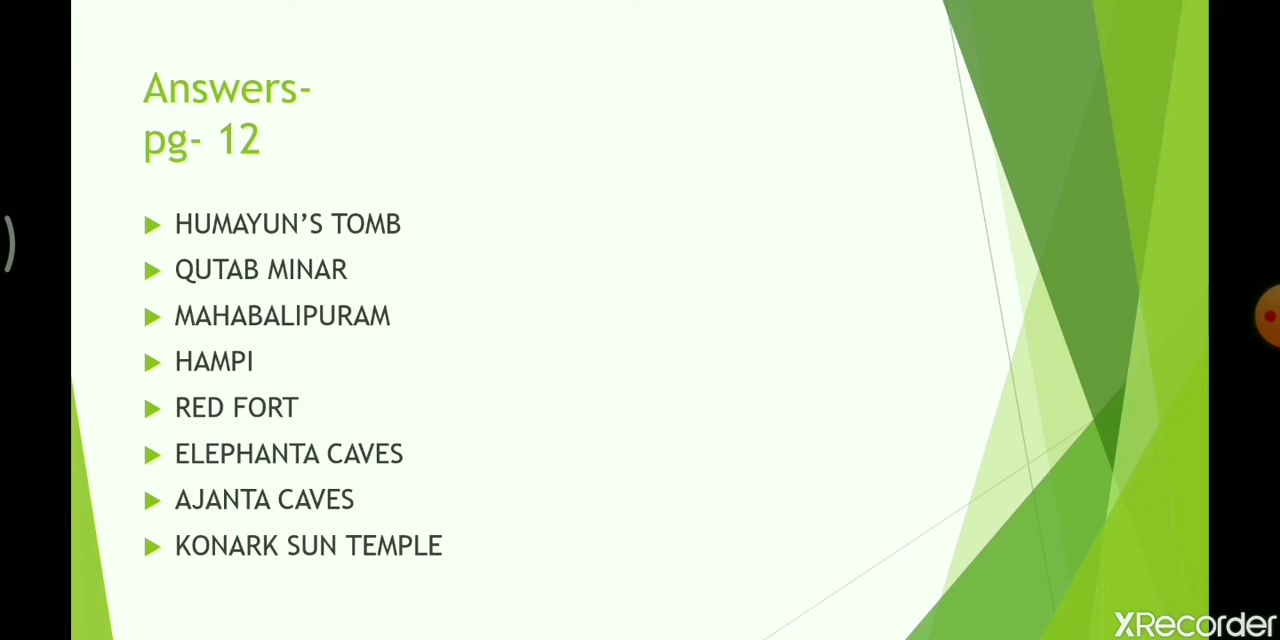 Answers-
pg- 12
HUMAYUN’S TOMB
QUTAB MINAR
MAHABALIPURAM
HAMPI
RED FORT
ELEPHANTA CAVES
AJANTA CAVES
KONARK SUN TEMPLE
XRecorder